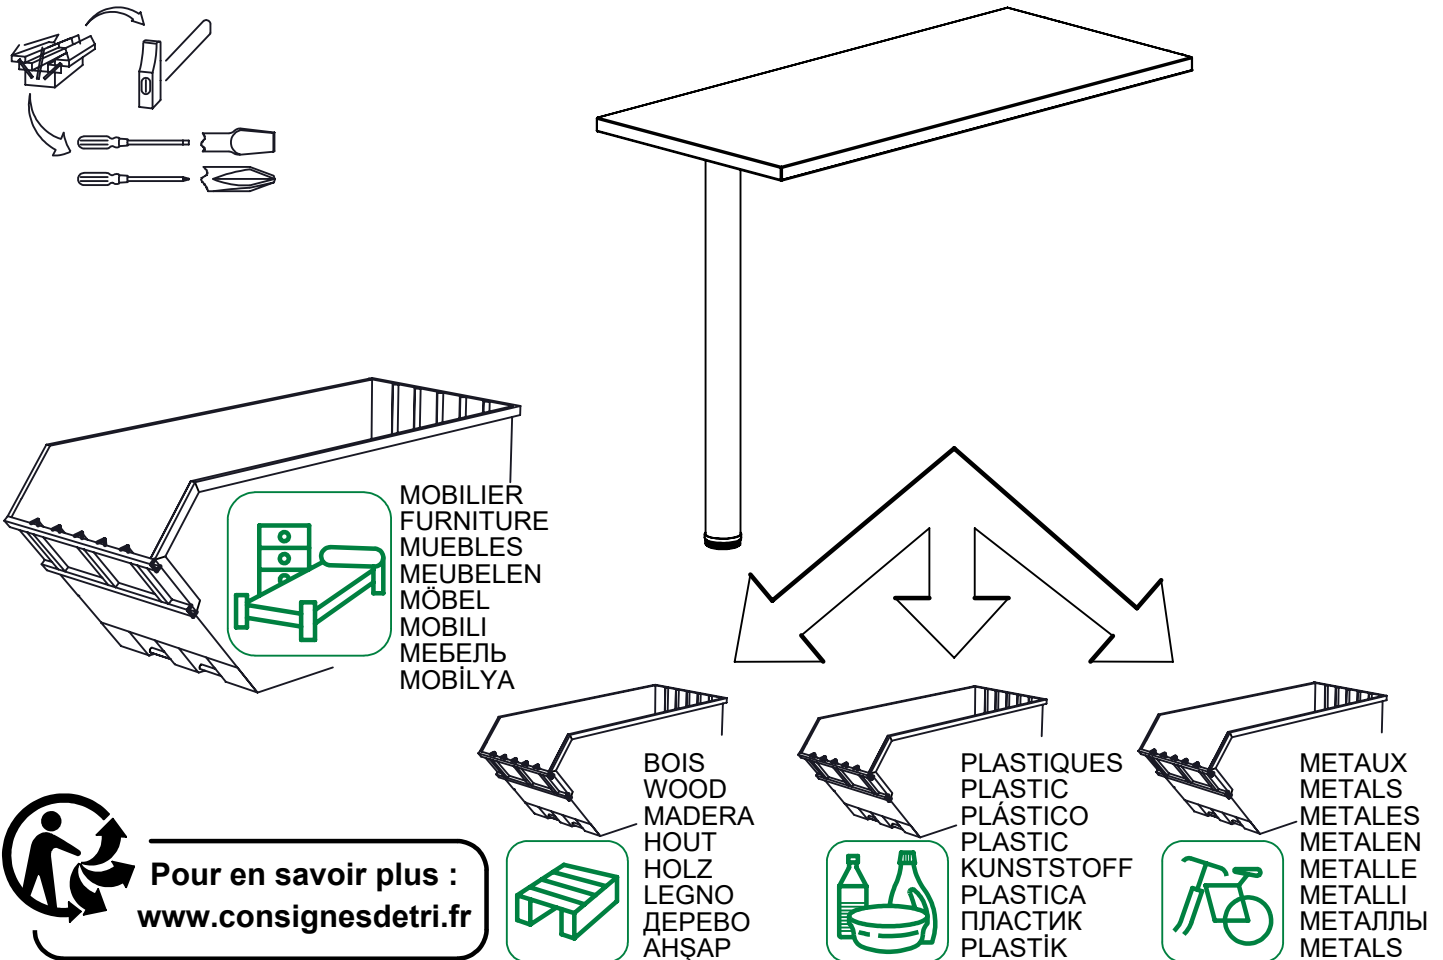 MOBILIER
FURNITURE
MUEBLES
MEUBELEN
MÖBEL
MOBILI
МЕБЕЛЬ
MOBİLYA
BOIS
WOOD
MADERA
HOUT
HOLZ
LEGNO
ДЕРЕВО
AHŞAP
PLASTIQUES
PLASTIC
PLÁSTICO
PLASTIC
KUNSTSTOFF
PLASTICA
ПЛАСТИК
PLASTİK
METAUX
METALS
METALES
METALEN
METALLE
METALLI
МЕТАЛЛЫ
METALS
Pour en savoir plus :
www.consignesdetri.fr